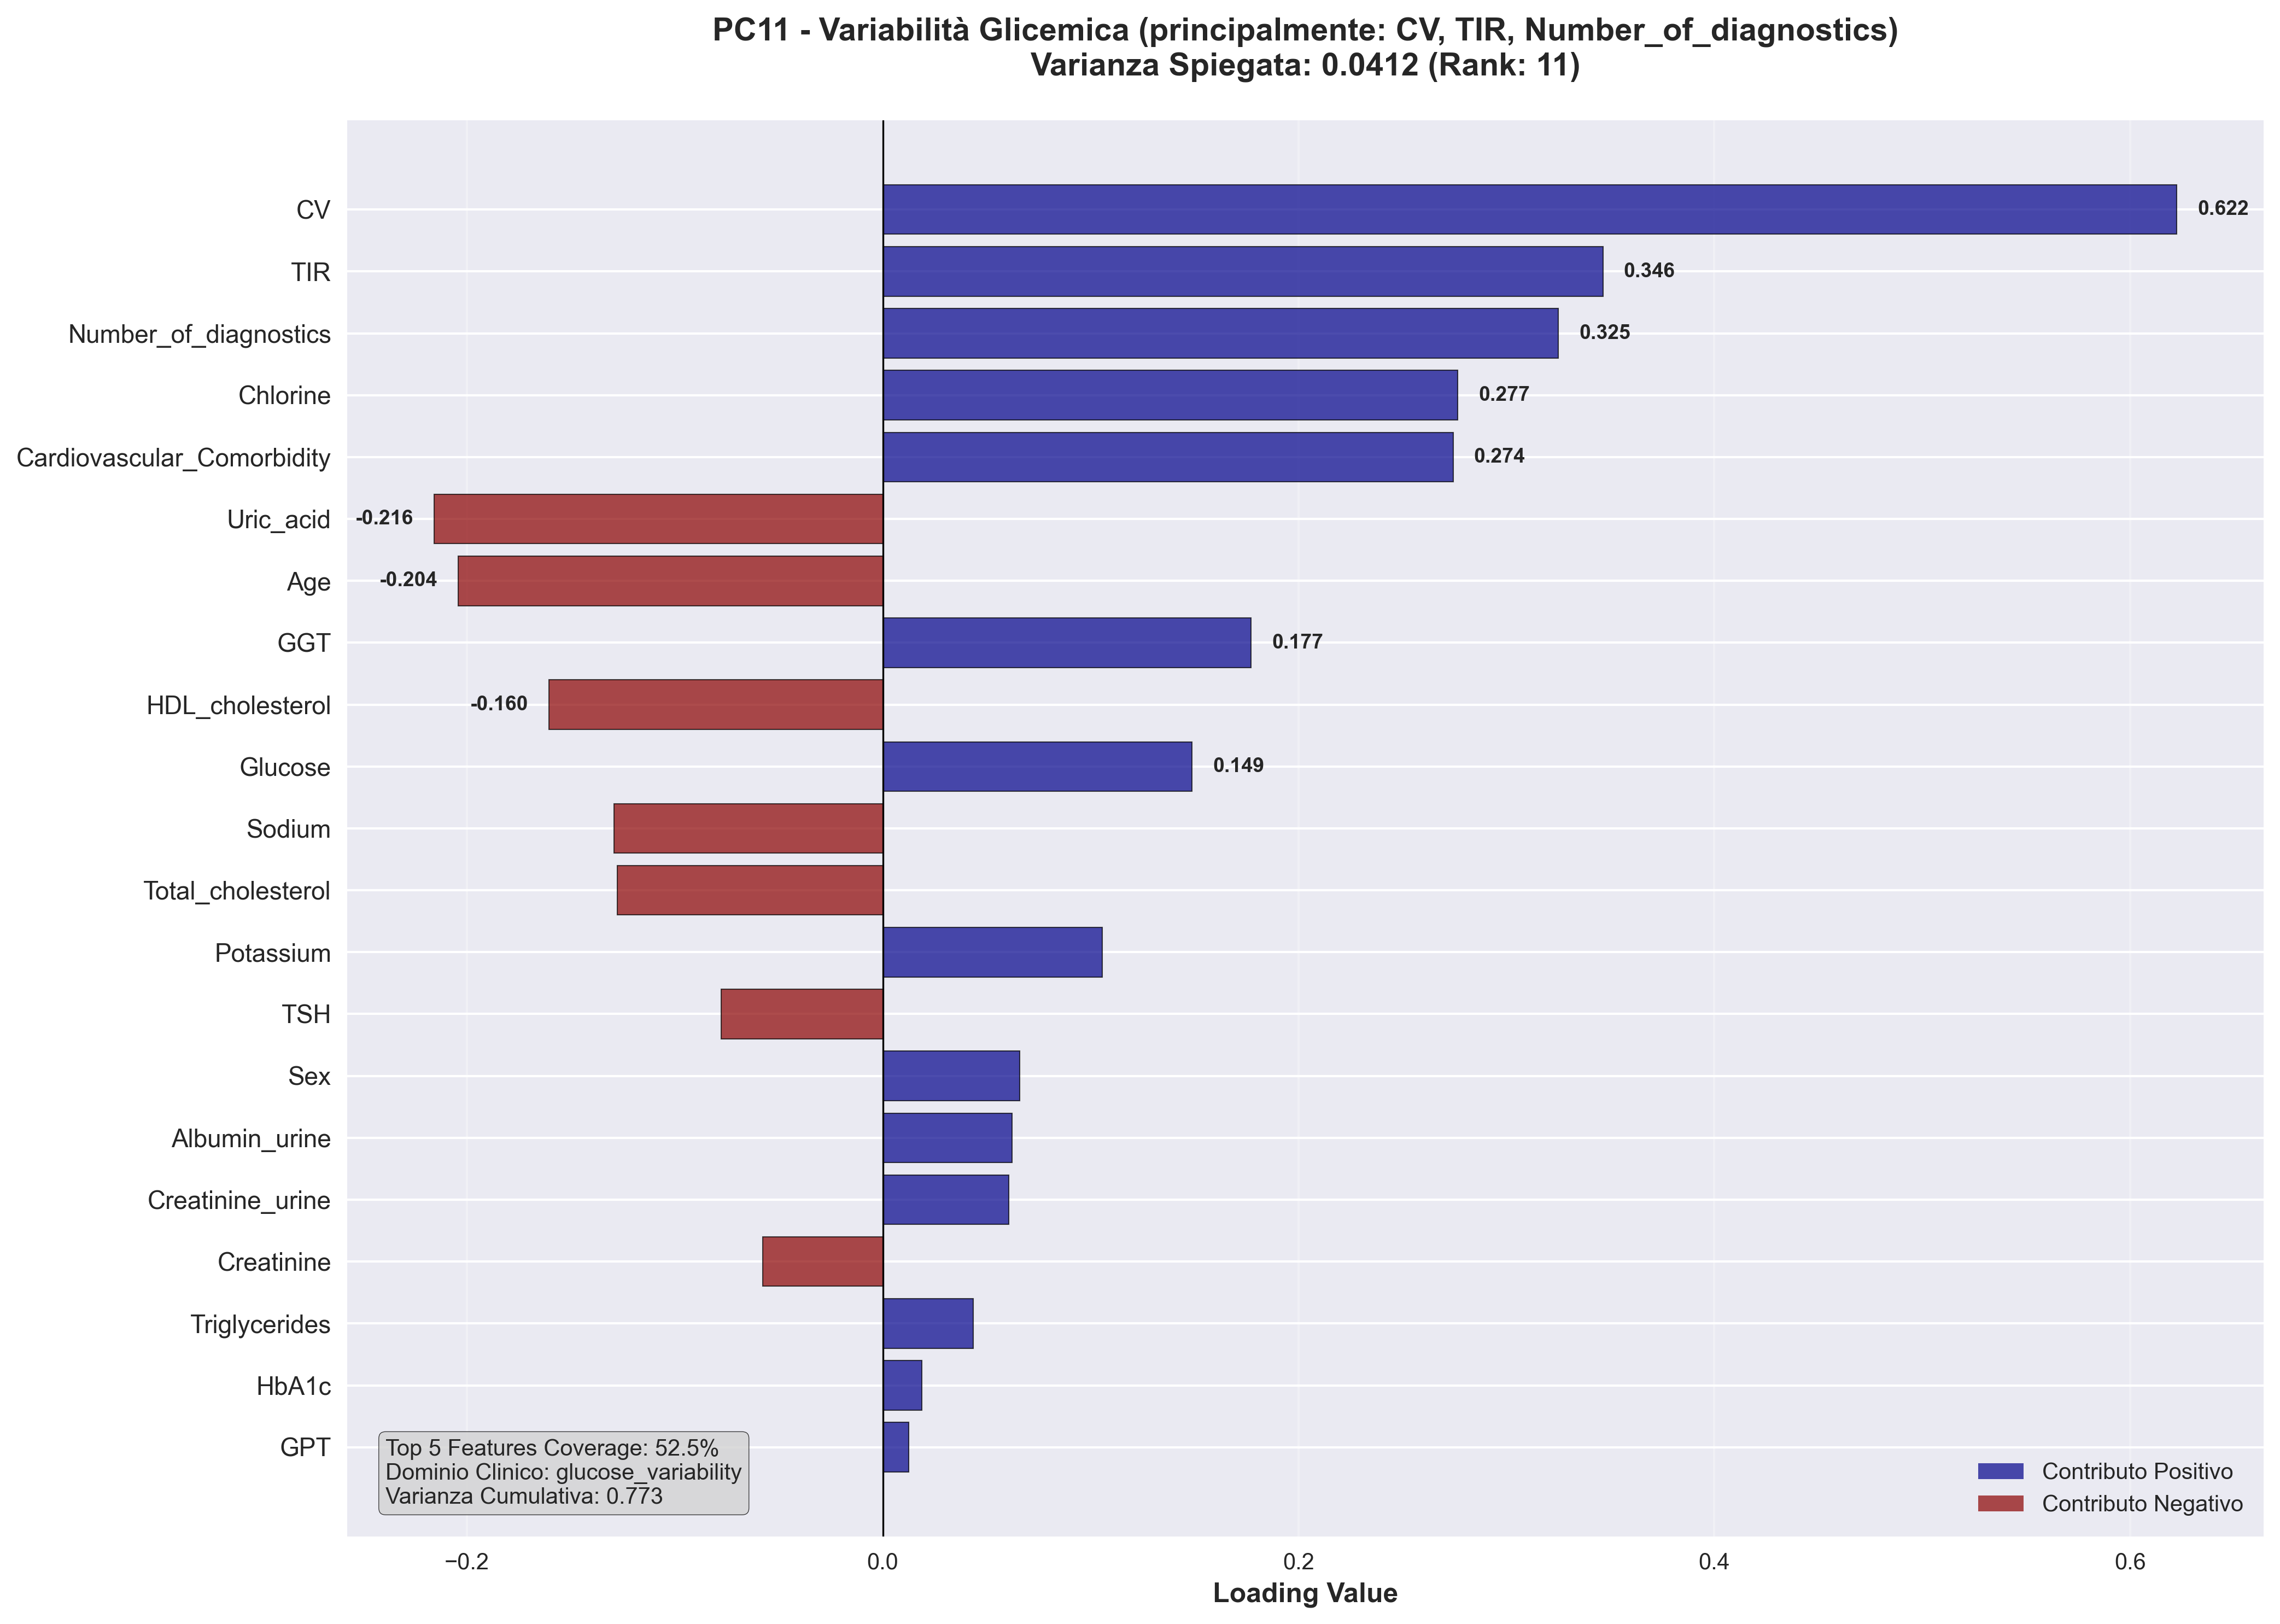 PC11 - Variabilità Glicemica (principalmente: CV, TIR, Number_of_diagnostics)
Varianza Spiegata: 0.0412 (Rank: 11)
CV 0.622
TIR 0.346
Number_of_diagnostics 0.325
Chlorine 0.277
Cardiovascular_Comorbidity 0.274
Uric_acid -0.216
Age -0.204
GGT 0.177
HDL_cholesterol -0.160
Glucose 0.149
Sodium
Total_cholesterol
Potassium
TSH
Sex
Albumin_urine
Creatinine_urine
Creatinine
Triglycerides
HbA1c
GPT
Top 5 Features Coverage: 52.5%
Dominio Clinico: glucose_variability
Varianza Cumulativa: 0.773
Contributo Positivo
Contributo Negativo
−0.2 0.0 0.2 0.4 0.6
Loading Value